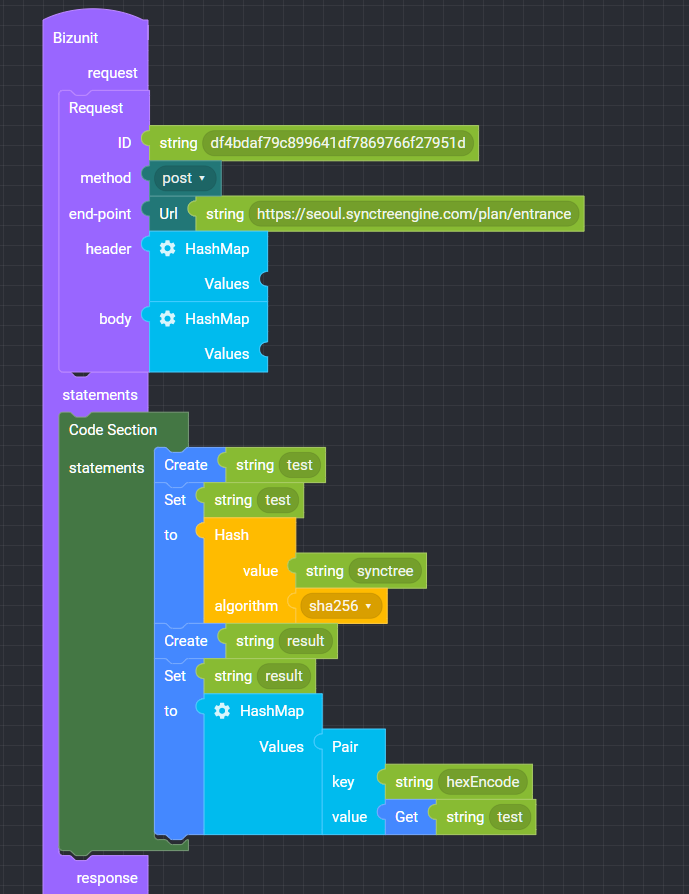 Bizunit
request
Request
ID string df4bdaf79c899641df7869766f27951d
method post
end-point Url string https://seoul.synctreengine.com/plan/entrance
header HashMap
Values
body HashMap
Values
statements
Code Section
statements Create string test
Set string test
to Hash
value string synctree
algorithm sha256
Create string result
Set string result
to HashMap
Values Pair
key string hexEncode
value Get string test
response